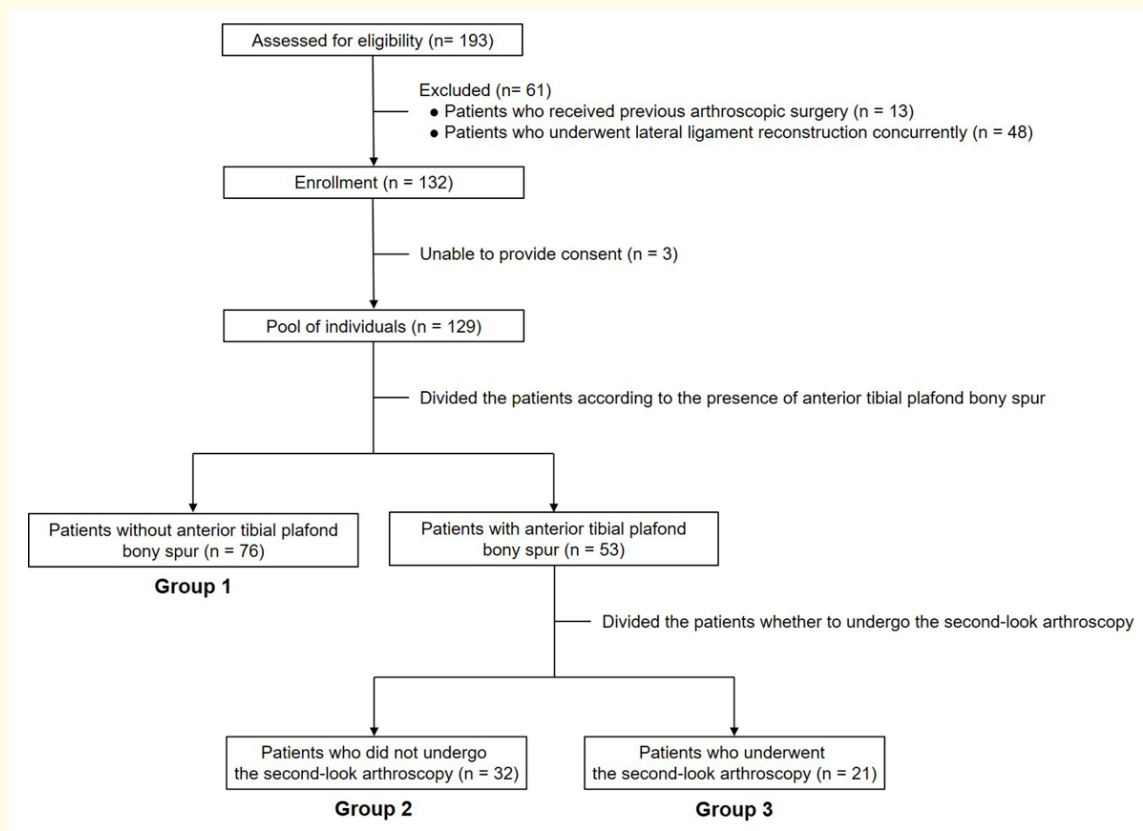 Assessed for eligibility (n= 193)
Excluded (n= 61)
● Patients who received previous arthroscopic surgery (n = 13)
● Patients who underwent lateral ligament reconstruction concurrently (n = 48)
Enrollment (n = 132)
Unable to provide consent (n = 3)
Pool of individuals (n = 129)
Divided the patients according to the presence of anterior tibial plafond bony spur
Patients without anterior tibial plafond
bony spur (n = 76)
Group 1
Patients with anterior tibial plafond
bony spur (n = 53)
Divided the patients whether to undergo the second-look arthroscopy
Patients who did not undergo
the second-look arthroscopy (n = 32)
Group 2
Patients who underwent
the second-look arthroscopy (n = 21)
Group 3